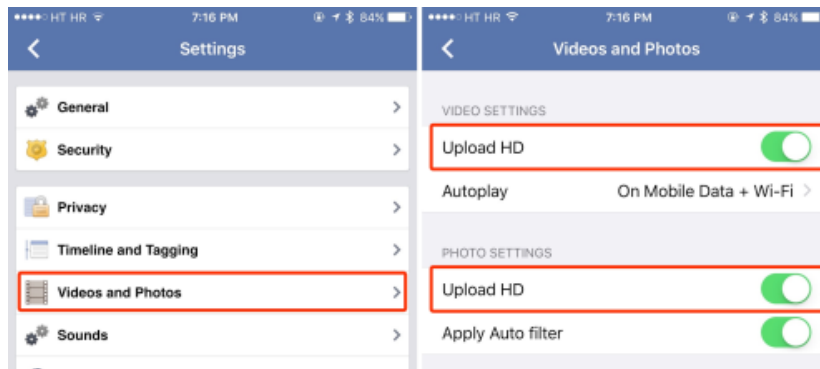 HT HR 7:16 PM 84%
Settings
General
Security
Privacy
Timeline and Tagging
Videos and Photos
Sounds
HT HR 7:16 PM 84%
Videos and Photos
VIDEO SETTINGS
Upload HD
Autoplay On Mobile Data + Wi-Fi
PHOTO SETTINGS
Upload HD
Apply Auto filter